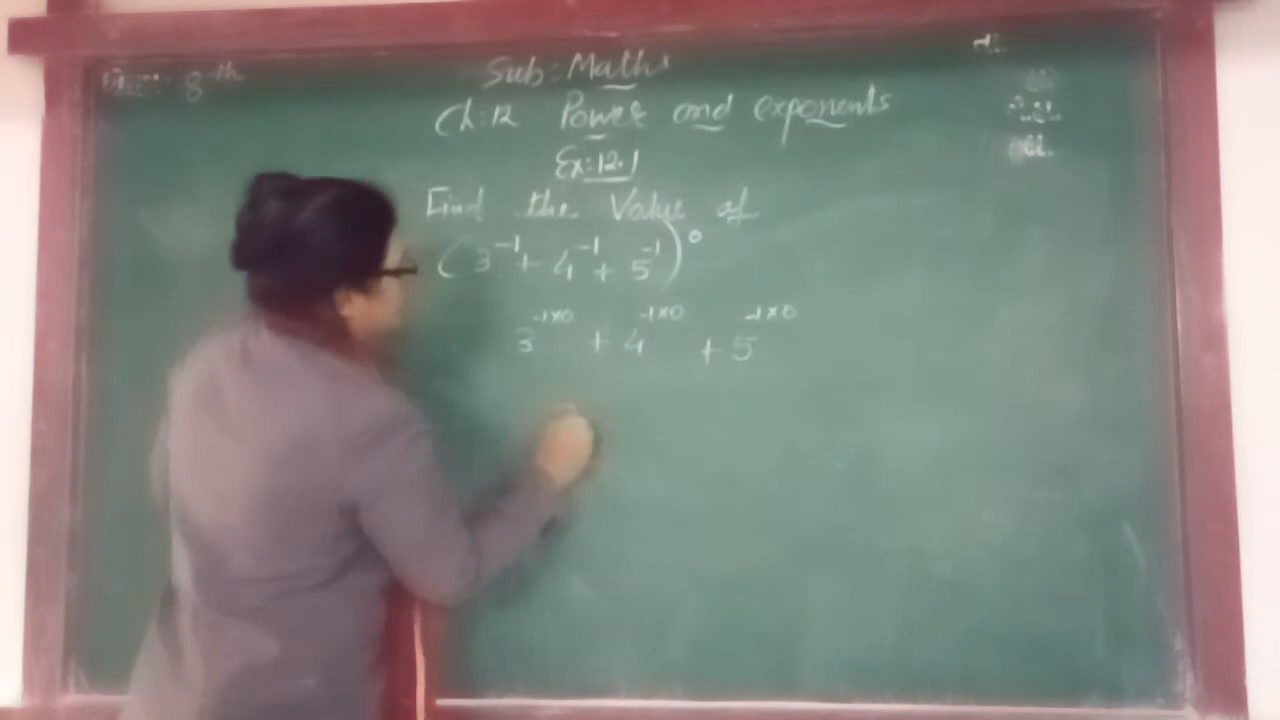 8th
Sub: Maths
Ch:12 Power and exponents
Ex:12.1
Find the Value of
(3⁻¹ + 4⁻¹ + 5⁻¹)⁰
3⁻¹ˣ⁰ + 4⁻¹ˣ⁰ + 5⁻¹ˣ⁰